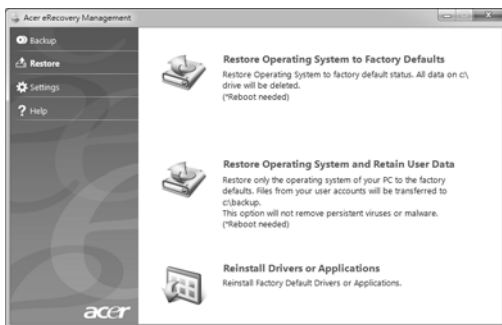 Acer eRecovery Management
Backup
Restore
Settings
? Help
Restore Operating System to Factory Defaults
Restore Operating System to factory default status. All data on c:\
drive will be deleted.
(*Reboot needed)
Restore Operating System and Retain User Data
Restore only the operating system of your PC to the factory
defaults. Files from your user accounts will be transferred to
c:\backup.
This option will not remove persistent viruses or malware.
(*Reboot needed)
Reinstall Drivers or Applications
Reinstall Factory Default Drivers or Applications.
acer